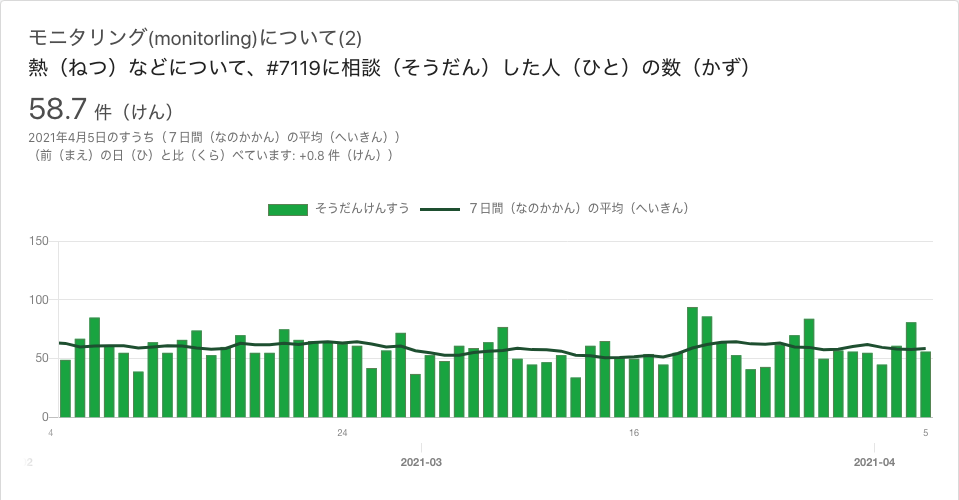 モニタリング(monitorling)について(2)
熱（ねつ）などについて、#7119に相談（そうだん）した人（ひと）の数（かず）
58.7 件（けん）
2021年4月5日のすうち（７日間（なのかかん）の平均（へいきん））
（前（まえ）の日（ひ）と比（くら）べています: +0.8 件（けん））
そうだんけんすう ７日間（なのかかん）の平均（へいきん）
150
100
50
0
4 24 16 5
2 2021-03 2021-04